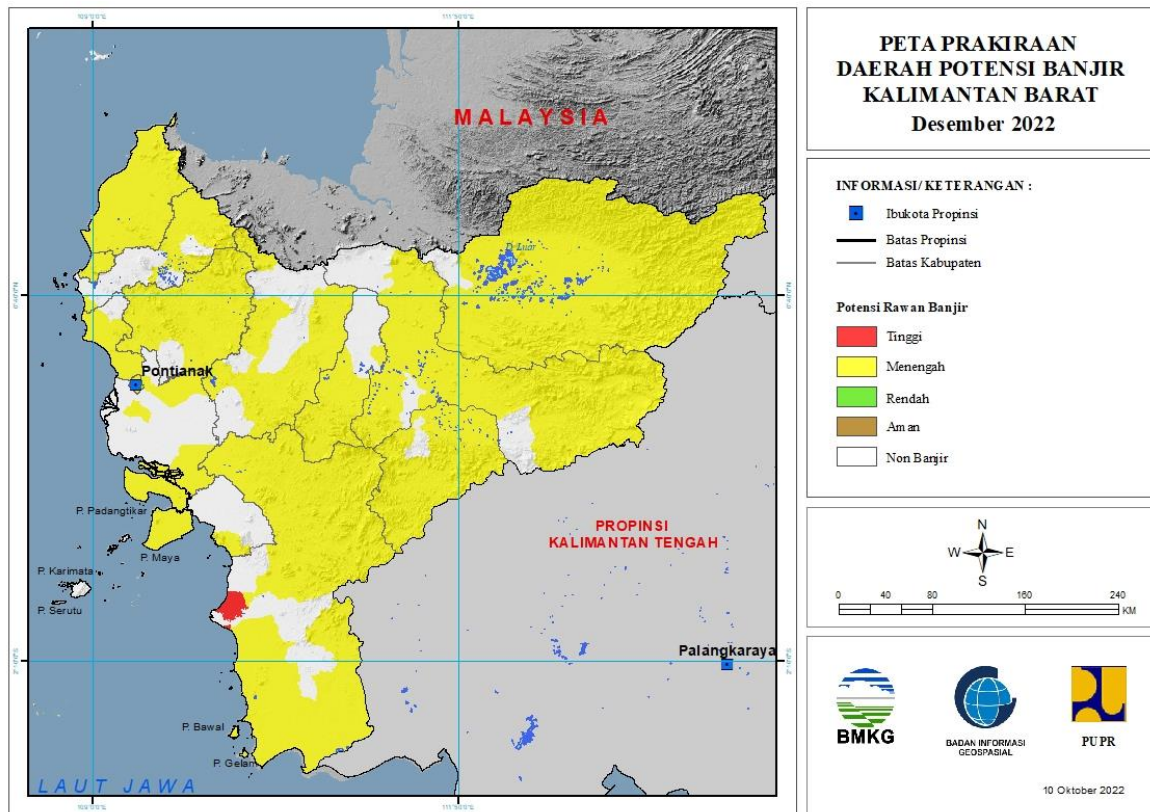 PETA PRAKIRAAN
DAERAH POTENSI BANJIR
KALIMANTAN BARAT
Desember 2022
INFORMASI/ KETERANGAN :
Ibukota Propinsi
Batas Propinsi
Batas Kabupaten
Potensi Rawan Banjir
Tinggi
Menengah
Rendah
Aman
Non Banjir
N
W E
S
0 40 80 160 240
KM
BMKG
BADAN INFORMASI
GEOSPASIAL
PUPR
10 Oktober 2022
MALAYSIA
Pontianak
P. Padangtikar
P. Maya
P. Karimata
P. Serutu
PROPINSI
KALIMANTAN TENGAH
Palangkaraya
P. Bawal
P. Gelam
LAUT JAWA